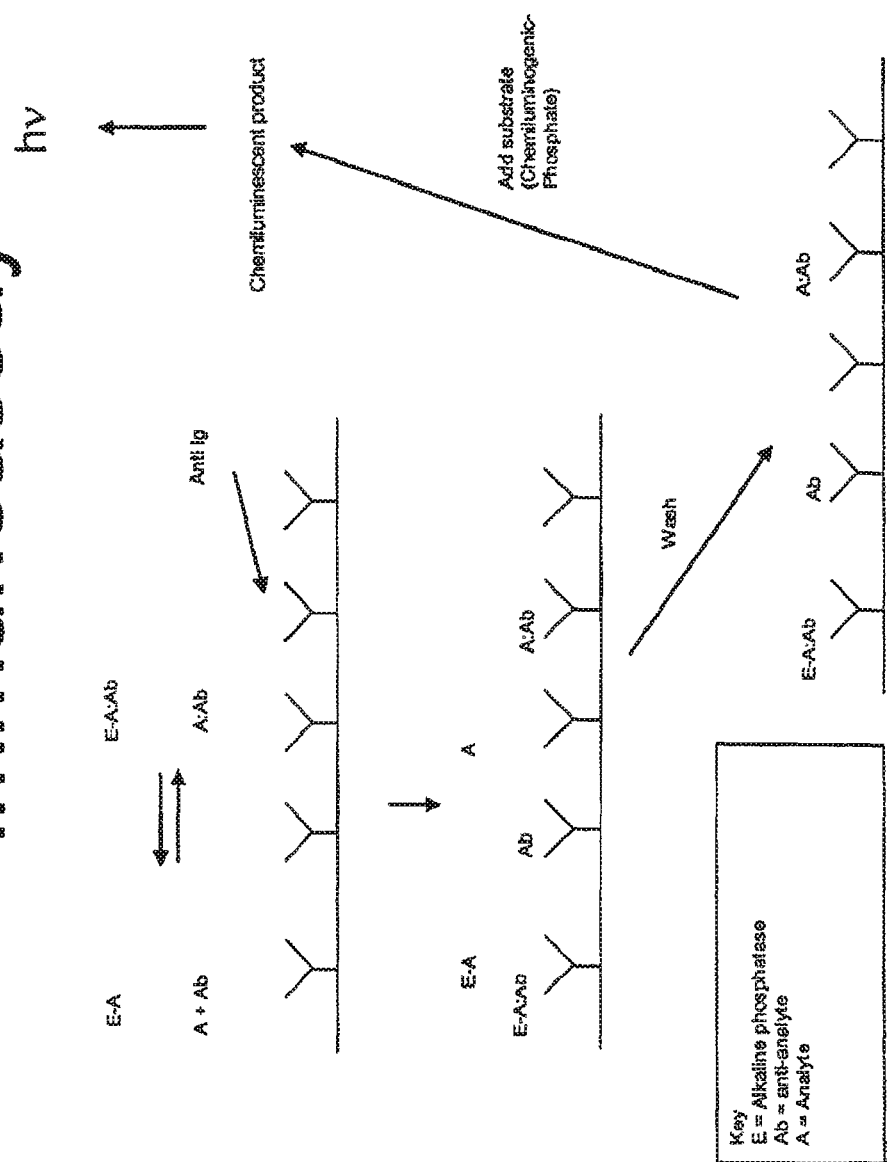 hν
E-A
E-A:Ab
A + Ab
A:Ab
Anti Ig
Chemiluminescent product
E-A
A
E-A:Ab
Ab
A:Ab
Wash
Add substrate
(Chemiluminogenic-
Phosphate)
E-A:Ab
Ab
A:Ab
Key
E = Alkaline phosphatase
Ab = anti-analyte
A = Analyte